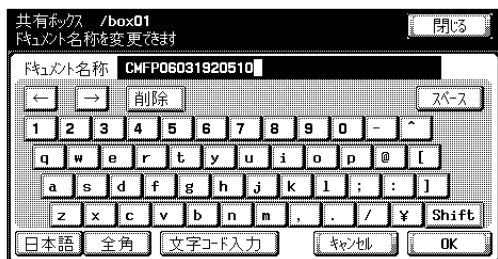 共有ボックス /box01
ドキュメント名称を変更できます
閉じる
ドキュメント名称 CMFP06031920510
← → 削除 スペース
1 2 3 4 5 6 7 8 9 0 - ^
q w e r t y u i o p @ [
a s d f g h j k l ; : ]
z x c v b n m , . / ¥ Shift
日本語 全角 文字コード入力 キャンセル OK